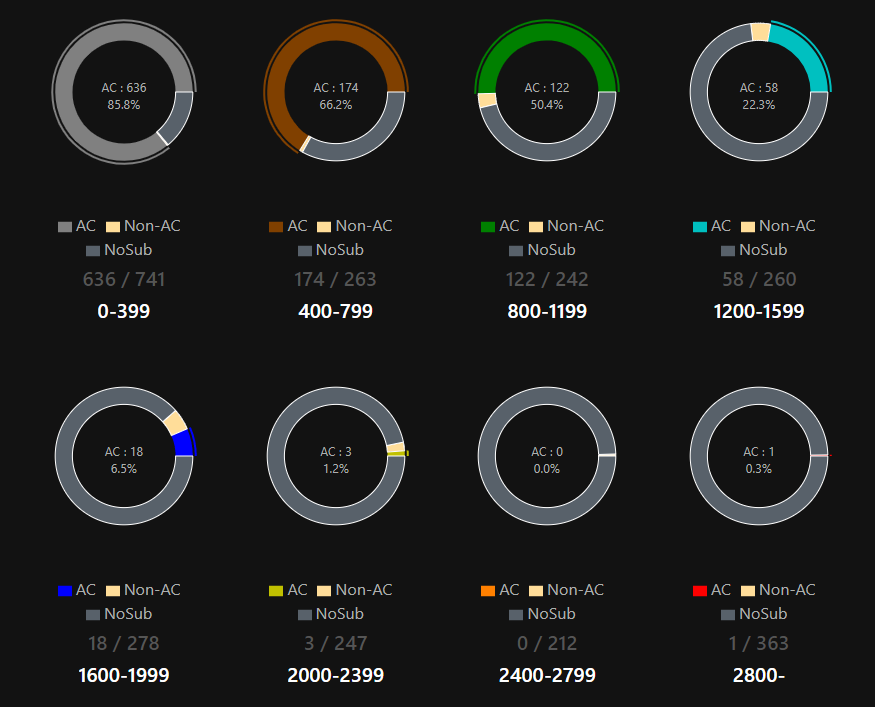 AC : 636
85.8%
AC Non-AC
NoSub
636 / 741
0-399
AC : 174
66.2%
AC Non-AC
NoSub
174 / 263
400-799
AC : 122
50.4%
AC Non-AC
NoSub
122 / 242
800-1199
AC : 58
22.3%
AC Non-AC
NoSub
58 / 260
1200-1599
AC : 18
6.5%
AC Non-AC
NoSub
18 / 278
1600-1999
AC : 3
1.2%
AC Non-AC
NoSub
3 / 247
2000-2399
AC : 0
0.0%
AC Non-AC
NoSub
0 / 212
2400-2799
AC : 1
0.3%
AC Non-AC
NoSub
1 / 363
2800-